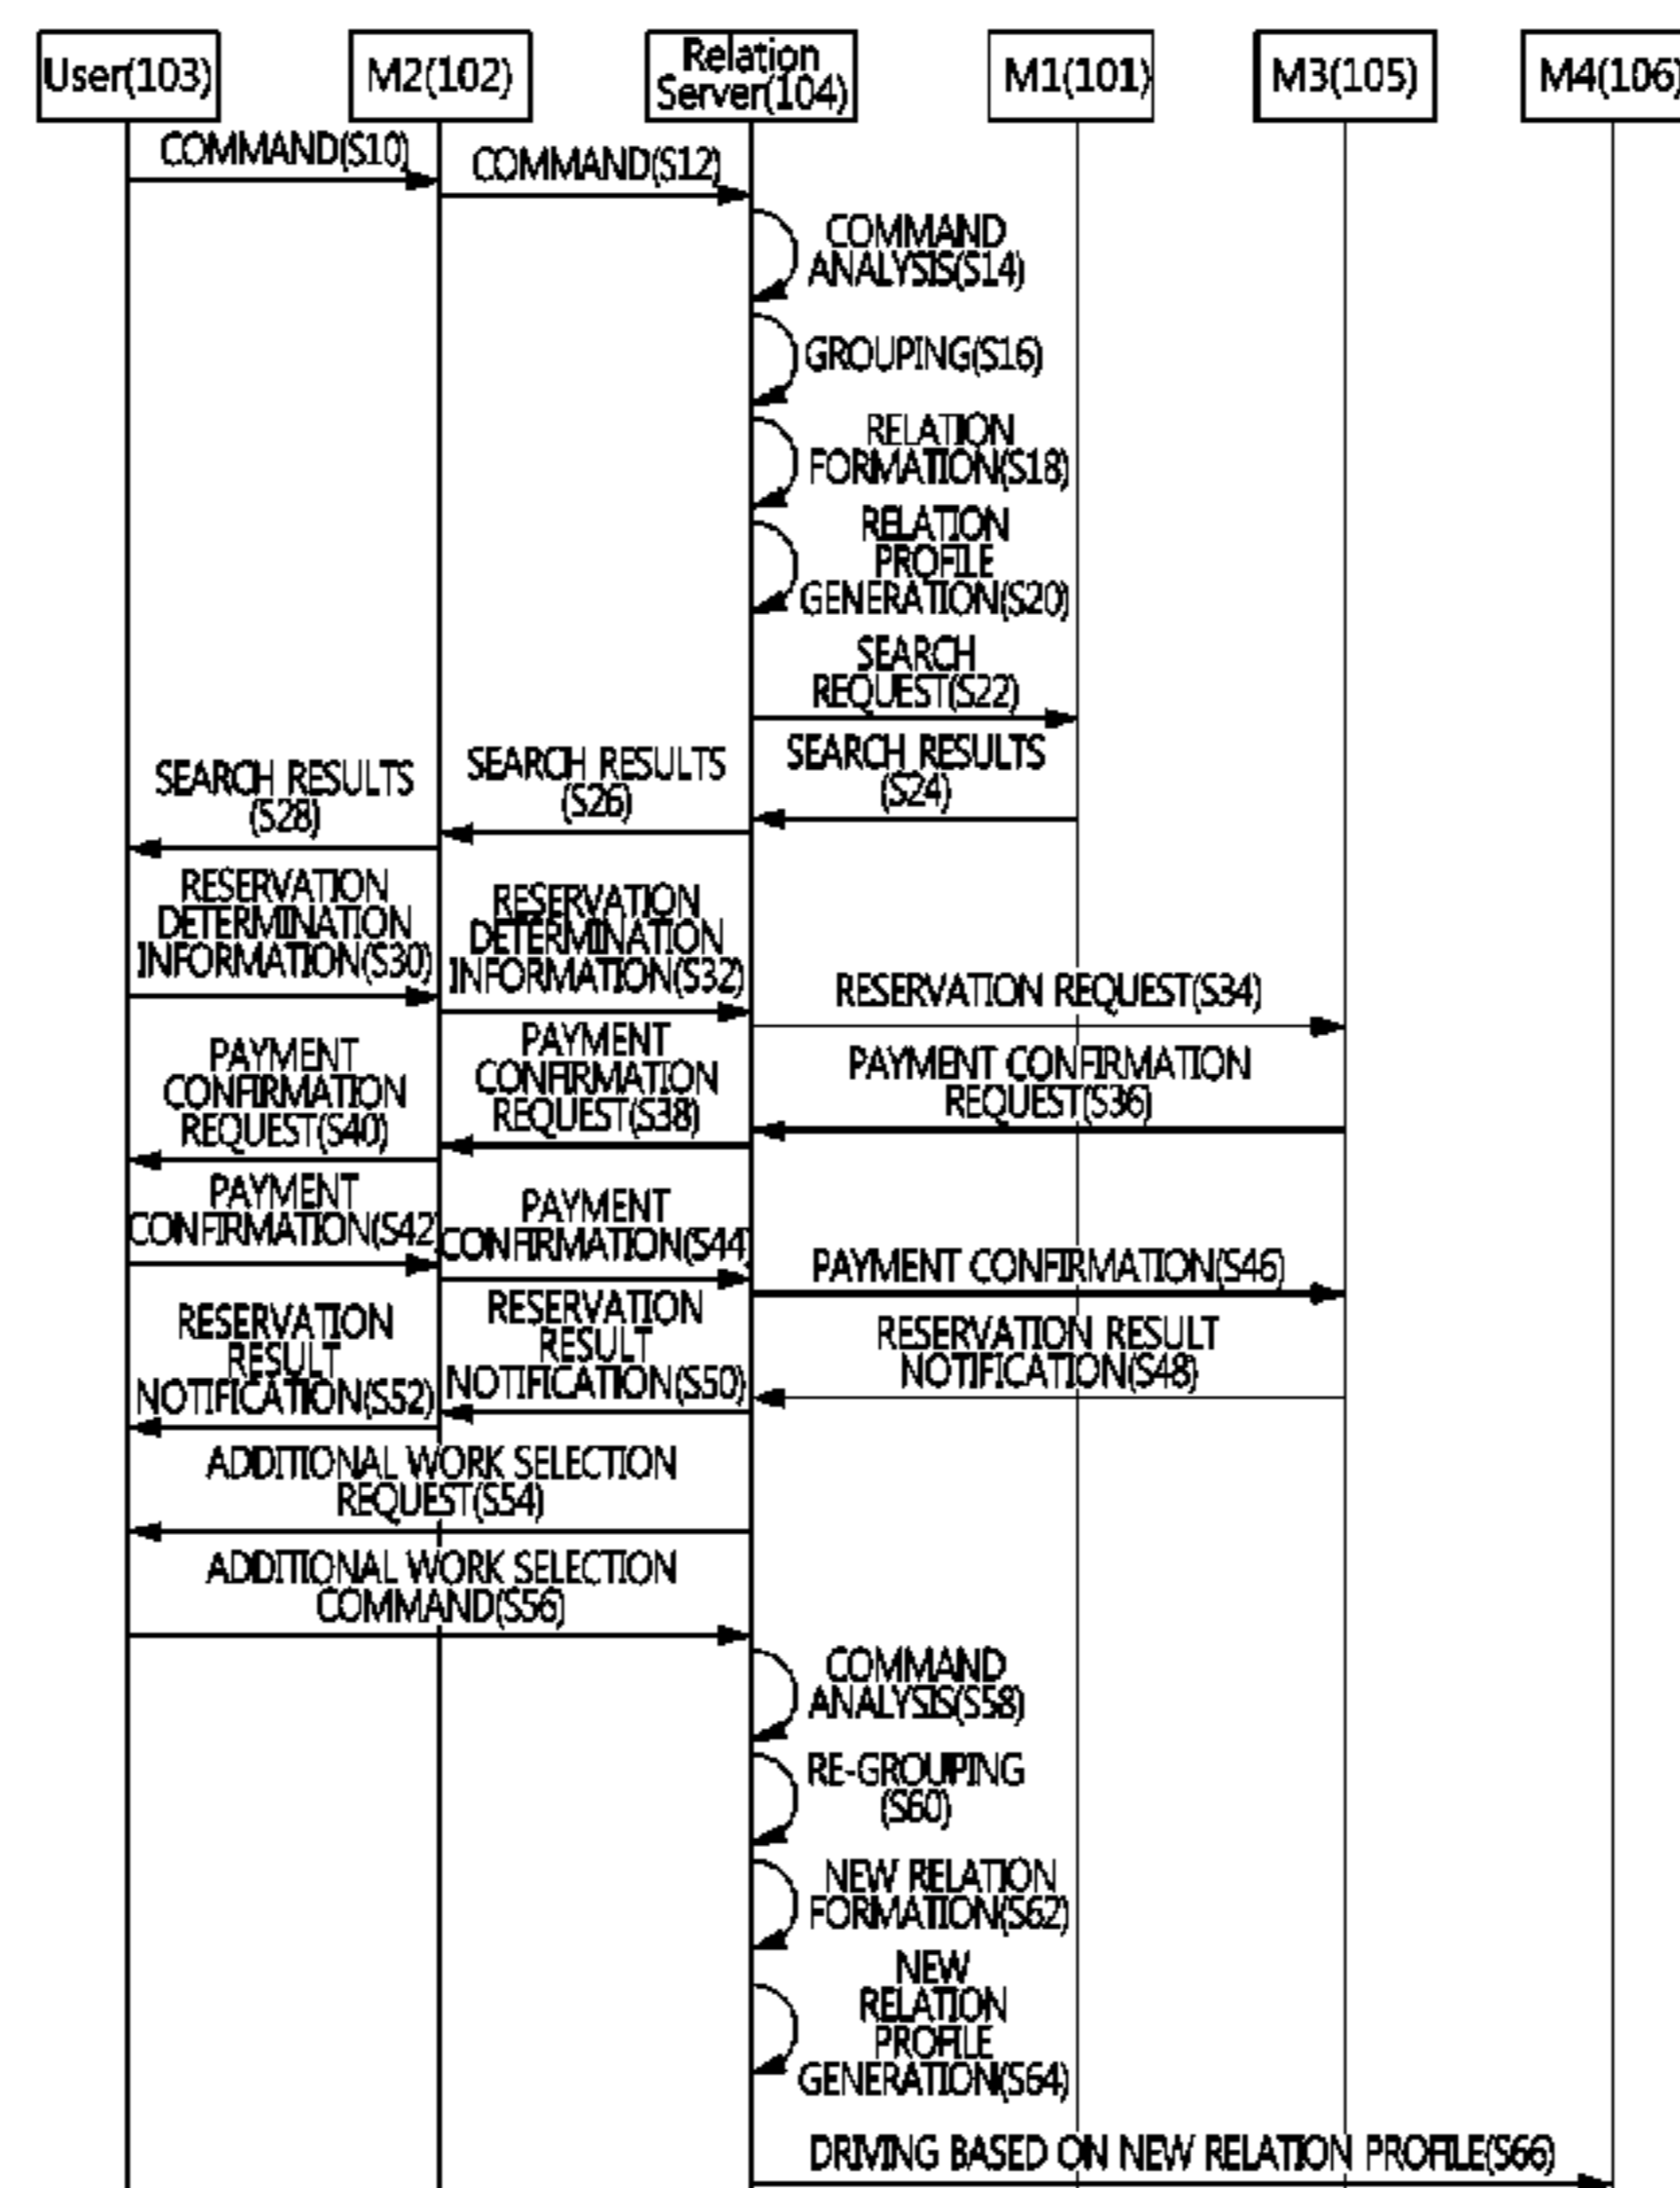 User(103)
M2(102)
Relation
Server(104)
M1(101)
M3(105)
M4(106)
COMMAND(S10)
COMMAND(S12)
COMMAND
ANALYSIS(S14)
GROUPING(S16)
RELATION
FORMATION(S18)
RELATION
PROFILE
GENERATION(S20)
SEARCH
REQUEST(S22)
SEARCH RESULTS
(S24)
SEARCH RESULTS
(S26)
SEARCH RESULTS
(S28)
RESERVATION
DETERMINATION
INFORMATION(S30)
RESERVATION
DETERMINATION
INFORMATION(S32)
RESERVATION REQUEST(S34)
PAYMENT CONFIRMATION
REQUEST(S36)
PAYMENT
CONFIRMATION
REQUEST(S38)
PAYMENT
CONFIRMATION
REQUEST(S40)
PAYMENT
CONFIRMATION(S42)
PAYMENT
CONFIRMATION(S44)
PAYMENT CONFIRMATION(S46)
RESERVATION RESULT
NOTIFICATION(S48)
RESERVATION
RESULT
NOTIFICATION(S50)
RESERVATION
RESULT
NOTIFICATION(S52)
ADDITIONAL WORK SELECTION
REQUEST(S54)
ADDITIONAL WORK SELECTION
COMMAND(S56)
COMMAND
ANALYSIS(S58)
RE-GROUPING
(S60)
NEW RELATION
FORMATION(S62)
NEW
RELATION
PROFILE
GENERATION(S64)
DRIVING BASED ON NEW RELATION PROFILE(S66)